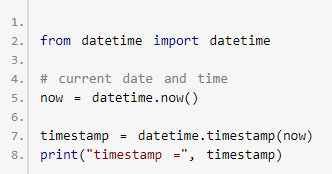 1.
2. from datetime import datetime
3.
4. # current date and time
5. now = datetime.now()
6.
7. timestamp = datetime.timestamp(now)
8. print("timestamp =", timestamp)